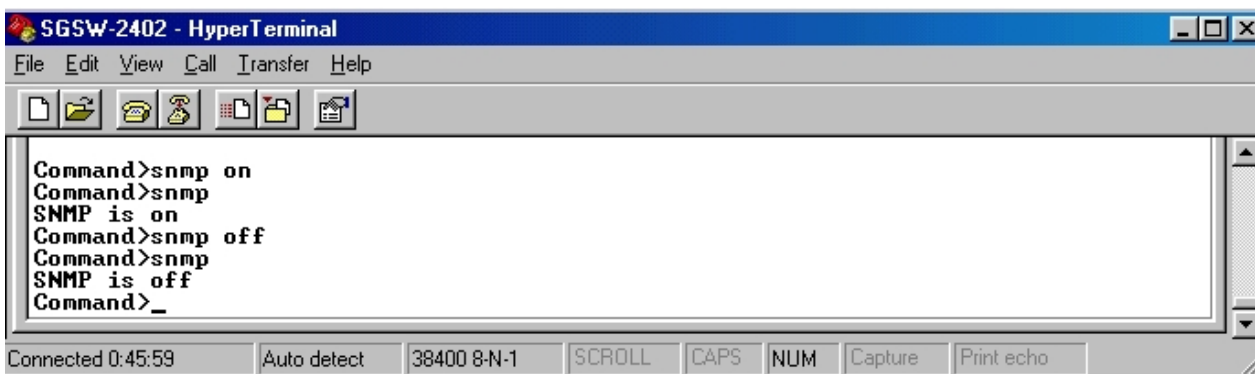 SGSW-2402 - HyperTerminal
File Edit View Call Transfer Help
Command>snmp on
Command>snmp
SNMP is on
Command>snmp off
Command>snmp
SNMP is off
Command>_
Connected 0:45:59 Auto detect 38400 8-N-1 SCROLL CAPS NUM Capture Print echo